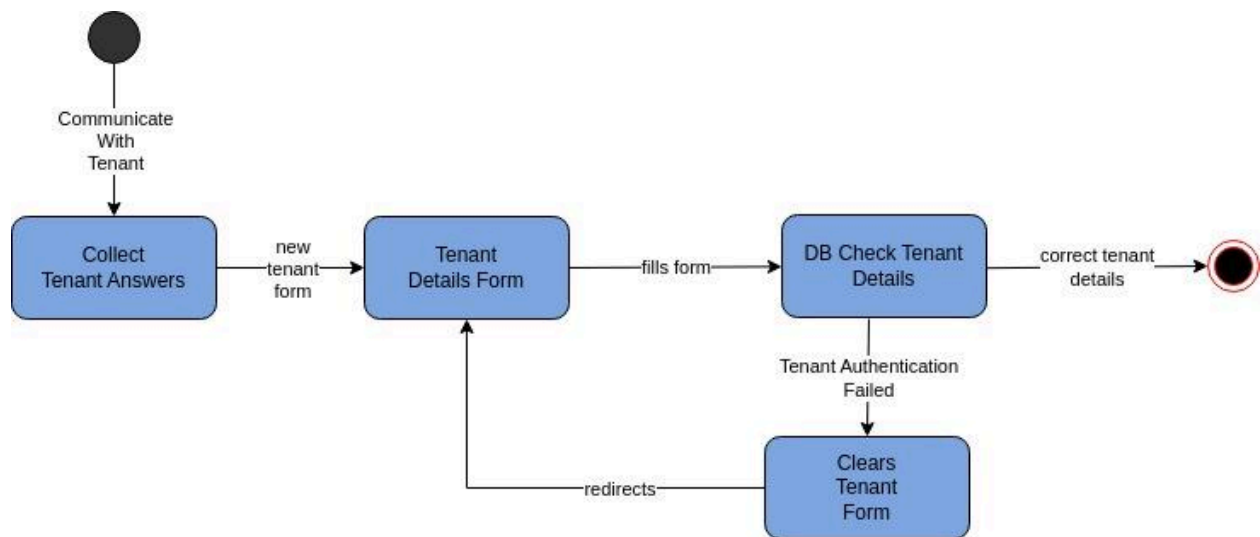 Communicate
With
Tenant
Collect
Tenant Answers
new
tenant
form
Tenant
Details Form
fills form
DB Check Tenant
Details
correct tenant
details
Tenant Authentication
Failed
Clears
Tenant
Form
redirects